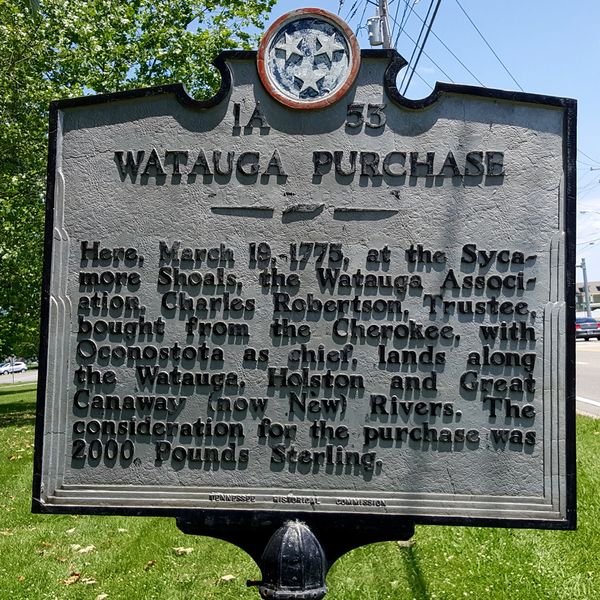 1A 53
WATAUGA PURCHASE
Here, March 19, 1775, at the Syca-
more Shoals, the Watauga Associ-
ation, Charles Robertson, Trustee,
bought from the Cherokee, with
Oconostota as chief, lands along
the Watauga, Holston and Great
Canaway (now New) Rivers. The
consideration for the purchase was
2000 Pounds Sterling.
TENNESSEE HISTORICAL COMMISSION